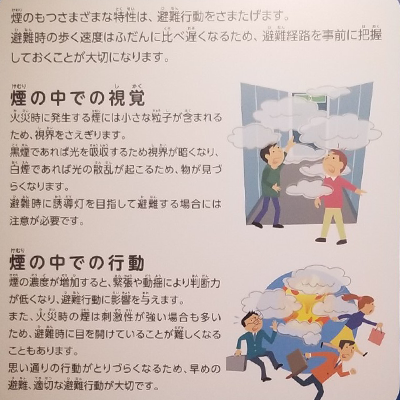 煙のもつさまざまな特性は、避難行動をさまたげます。
避難時の歩く速度はふだんに比べ遅くなるため、避難経路を事前に把握
しておくことが大切になります。
煙の中での視覚
火災時に発生する煙には小さな粒子が含まれる
ため、視界をさえぎります。
黒煙であれば光を吸収するため視界が暗くなり、
白煙であれば光の散乱が起こるため、物が見づ
らくなります。
避難時に誘導灯を目指して避難する場合には
注意が必要です。
煙の中での行動
煙の濃度が増加すると、緊張や動揺により判断力
が低くなり、避難行動に影響を与えます。
また、火災時の煙は刺激性が強い場合も多い
ため、避難時に目を開けていることが難しくなる
こともあります。
思い通りの行動がとりづらくなるため、早めの
避難、適切な避難行動が大切です。